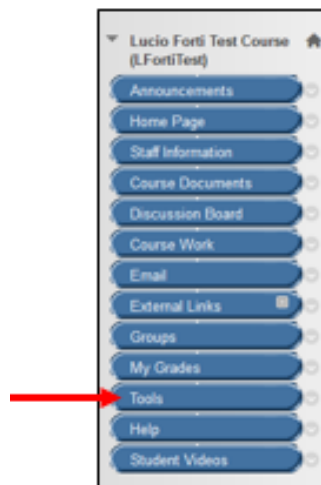 Lucio Forti Test Course
(LFortiTest)
Announcements
Home Page
Staff Information
Course Documents
Discussion Board
Course Work
Email
External Links
Groups
My Grades
Tools
Help
Student Videos